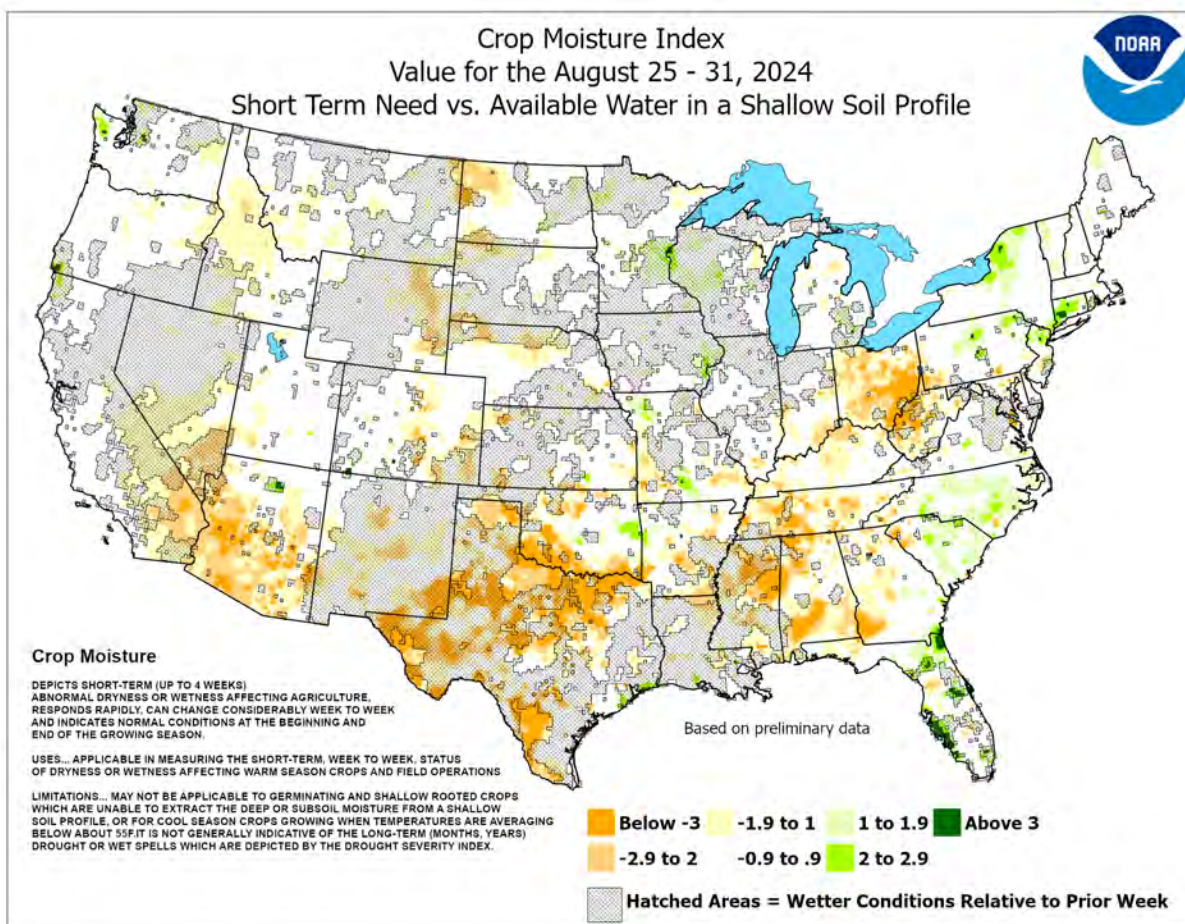 Crop Moisture Index
Value for the August 25 - 31, 2024
Short Term Need vs. Available Water in a Shallow Soil Profile
NOAA
Crop Moisture
DEPICTS SHORT-TERM (UP TO 4 WEEKS)
ABNORMAL DRYNESS OR WETNESS AFFECTING AGRICULTURE,
RESPONDS RAPIDLY, CAN CHANGE CONSIDERABLY WEEK TO WEEK
AND INDICATES NORMAL CONDITIONS AT THE BEGINNING AND
END OF THE GROWING SEASON.
USES... APPLICABLE IN MEASURING THE SHORT-TERM, WEEK TO WEEK, STATUS
OF DRYNESS OR WETNESS AFFECTING WARM SEASON CROPS AND FIELD OPERATIONS
LIMITATIONS... MAY NOT BE APPLICABLE TO GERMINATING AND SHALLOW ROOTED CROPS
WHICH ARE UNABLE TO EXTRACT THE DEEP OR SUBSOIL MOISTURE FROM A SHALLOW
SOIL PROFILE, OR FOR COOL SEASON CROPS GROWING WHEN TEMPERATURES ARE AVERAGING
BELOW ABOUT 55F.IT IS NOT GENERALLY INDICATIVE OF THE LONG-TERM (MONTHS, YEARS)
DROUGHT OR WET SPELLS WHICH ARE DEPICTED BY THE DROUGHT SEVERITY INDEX.
Based on preliminary data
Below -3 -1.9 to 1 1 to 1.9 Above 3
-2.9 to 2 -0.9 to .9 2 to 2.9
Hatched Areas = Wetter Conditions Relative to Prior Week